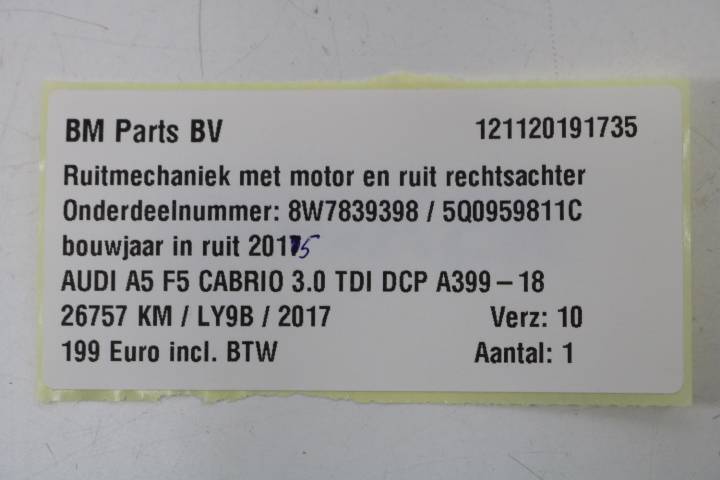 BM Parts BV 121120191735
Ruitmechaniek met motor en ruit rechtsachter
Onderdeelnummer: 8W7839398 / 5Q0959811C
bouwjaar in ruit 2015
AUDI A5 F5 CABRIO 3.0 TDI DCP A399 – 18
26757 KM / LY9B / 2017 Verz: 10
199 Euro incl. BTW Aantal: 1